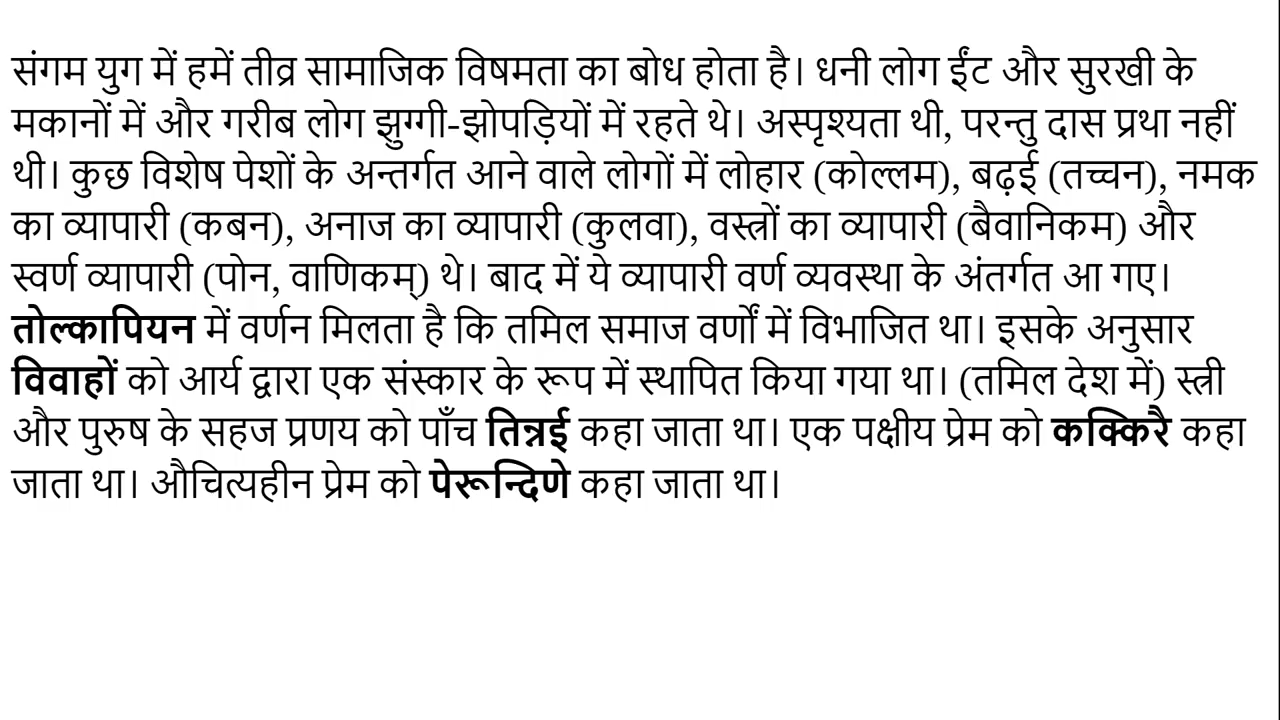 संगम युग में हमें तीव्र सामाजिक विषमता का बोध होता है। धनी लोग ईंट और सुरखी के
मकानों में और गरीब लोग झुग्गी-झोपड़ियों में रहते थे। अस्पृश्यता थी, परन्तु दास प्रथा नहीं
थी। कुछ विशेष पेशों के अन्तर्गत आने वाले लोगों में लोहार (कोल्लम), बढ़ई (तच्चन), नमक
का व्यापारी (कबन), अनाज का व्यापारी (कुलवा), वस्त्रों का व्यापारी (बैवानिकम) और
स्वर्ण व्यापारी (पोन, वाणिकम्) थे। बाद में ये व्यापारी वर्ण व्यवस्था के अंतर्गत आ गए।
तोल्कापियन में वर्णन मिलता है कि तमिल समाज वर्णों में विभाजित था। इसके अनुसार
विवाहों को आर्य द्वारा एक संस्कार के रूप में स्थापित किया गया था। (तमिल देश में) स्त्री
और पुरुष के सहज प्रणय को पाँच तिन्नई कहा जाता था। एक पक्षीय प्रेम को कक्किरै कहा
जाता था। औचित्यहीन प्रेम को पेरून्दिणे कहा जाता था।